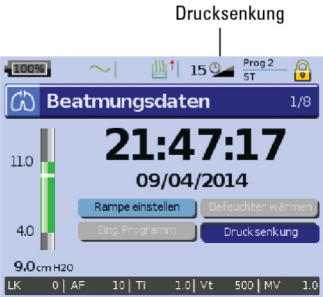 Drucksenkung
100%
15
Prog 2
ST
Beatmungsdaten 1/8
21:47:17
09/04/2014
11.0
4.0
9.0 cm H2O
Rampe einstellen
Befeuchter wärmen
Eing. Programm
Drucksenkung
LK 0 | AF 10 | Ti 1.0 | Vt 500 | MV 1.0